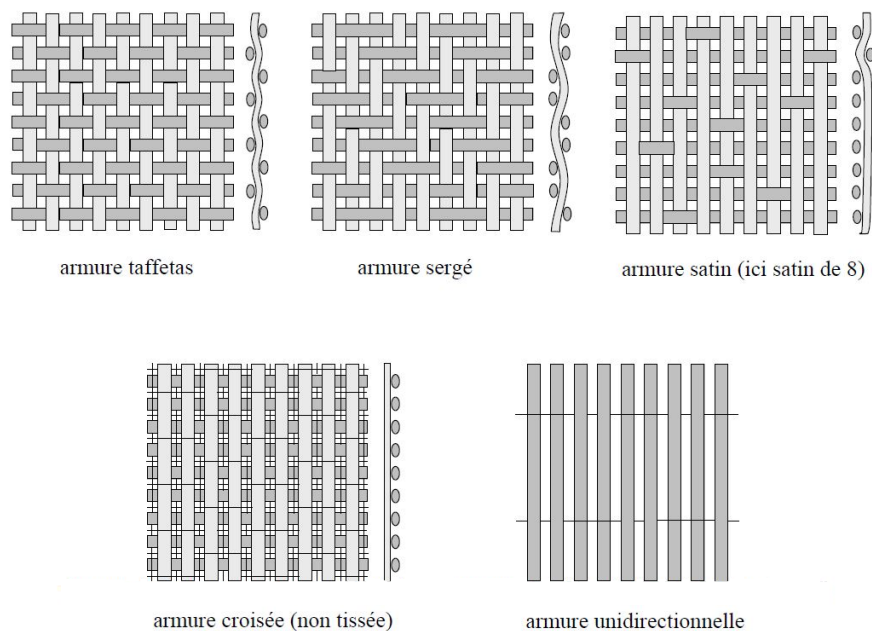 armure taffetas
armure sergé
armure satin (ici satin de 8)
armure croisée (non tissée)
armure unidirectionnelle